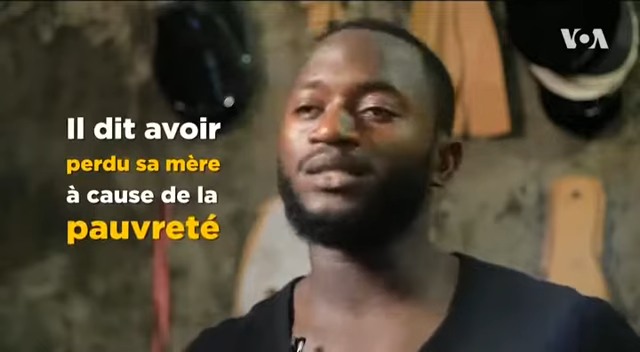 VOA
Il dit avoir
perdu sa mère
à cause de la
pauvreté